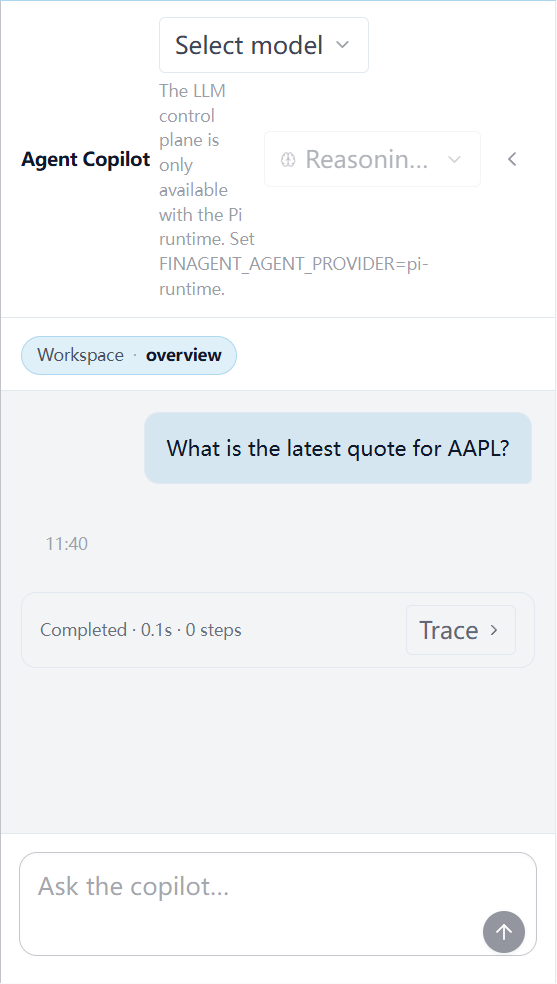 Select model
The LLM
control
plane is
only
available
with the Pi
runtime. Set
FINAGENT_AGENT_PROVIDER=pi-
runtime.
Agent Copilot
Reasonin...
Workspace · overview
What is the latest quote for AAPL?
11:40
Completed · 0.1s · 0 steps
Trace
Ask the copilot...